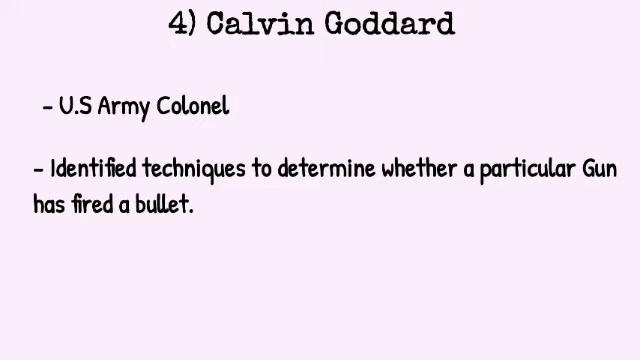 4) Calvin Goddard
- U.S Army Colonel
- Identified techniques to determine whether a particular Gun
has fired a bullet.